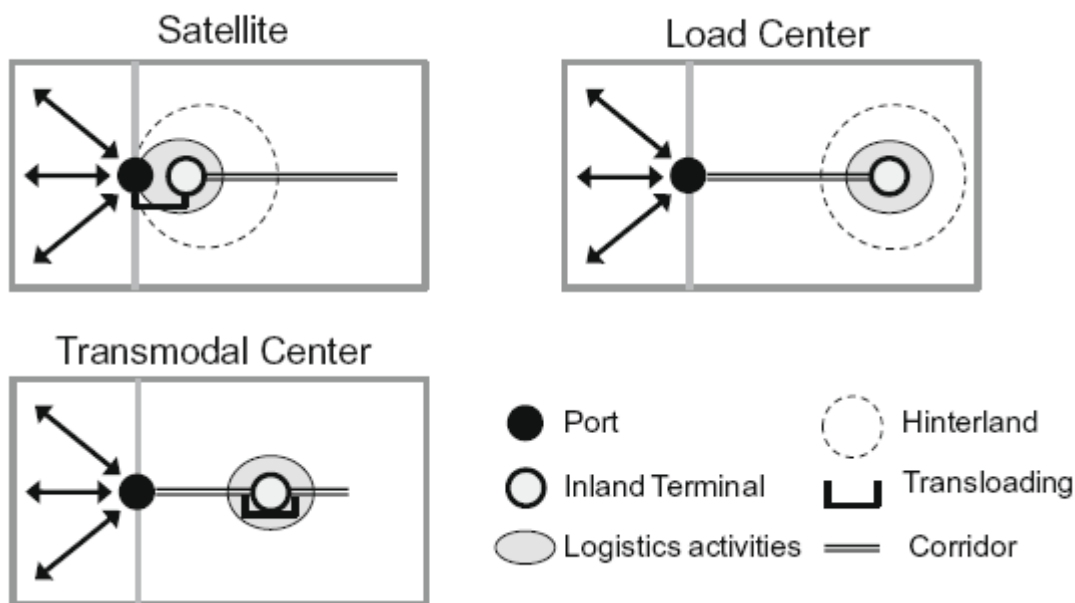 Satellite
Load Center
Transmodal Center
Port
Hinterland
Inland Terminal
Transloading
Logistics activities
Corridor